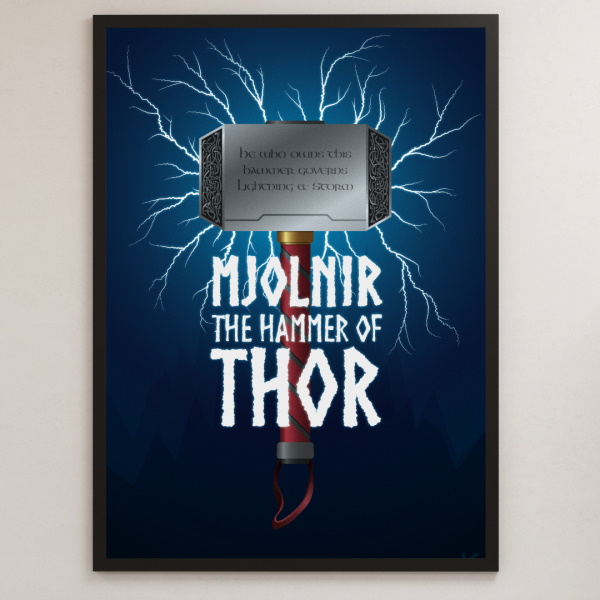 He who owns this
hammer governs
Lightning & Storm
MJOLNIR
THE HAMMER OF
THOR